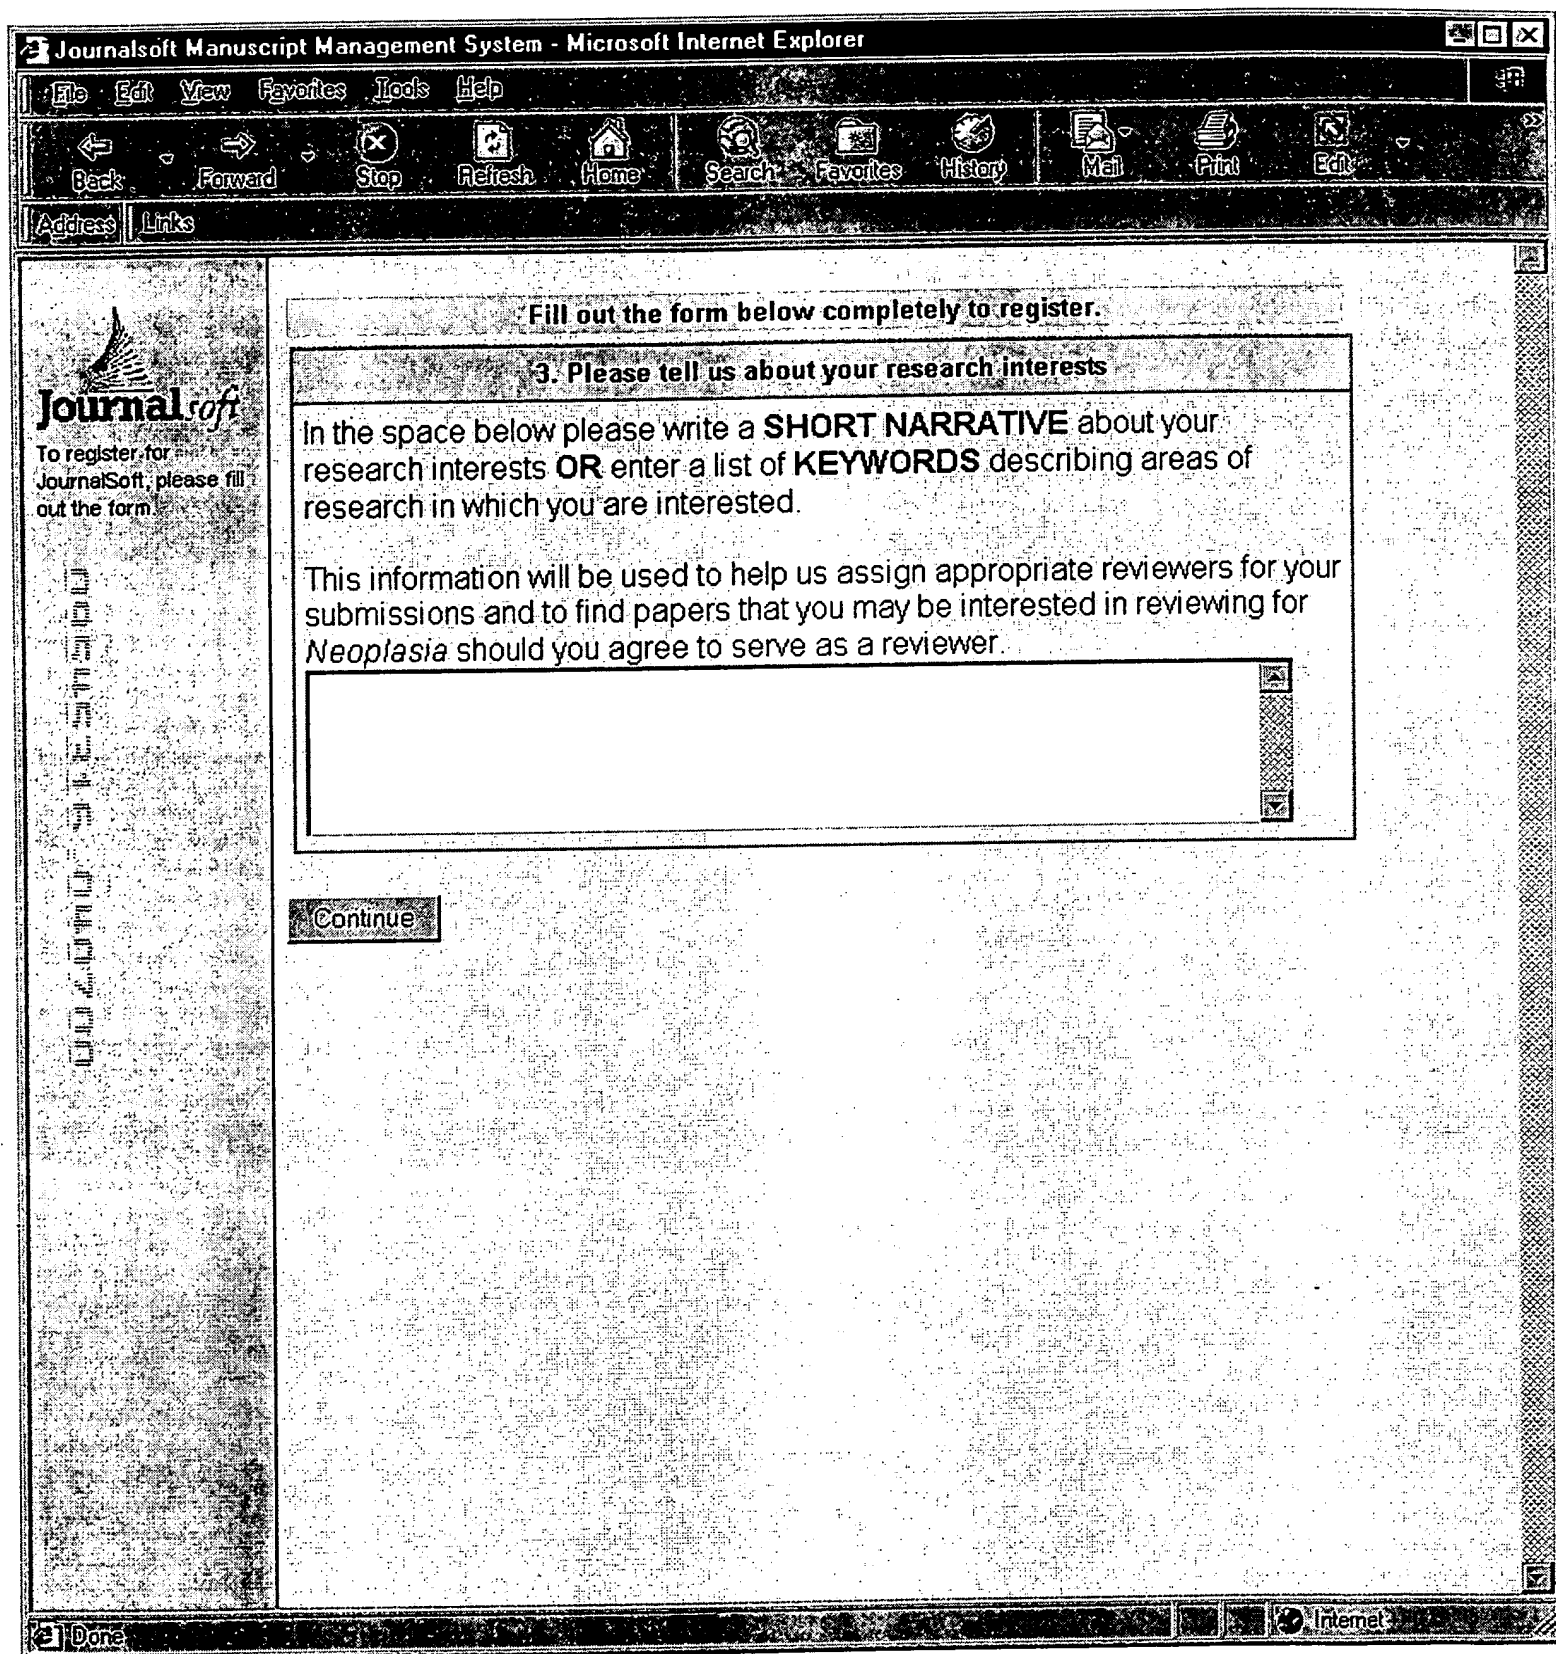 Journalsoft Manuscript Management System - Microsoft Internet Explorer
File Edit View Favorites Tools Help
Back Forward Stop Refresh Home Search Favorites History Mail Print Edit
Address Links
Journalsoft
To register for
JournalSoft, please fill
out the form.
Fill out the form below completely to register.
3. Please tell us about your research interests
In the space below please write a SHORT NARRATIVE about your
research interests OR enter a list of KEYWORDS describing areas of
research in which you are interested.
This information will be used to help us assign appropriate reviewers for your
submissions and to find papers that you may be interested in reviewing for
Neoplasia should you agree to serve as a reviewer.
Continue
Done Internet